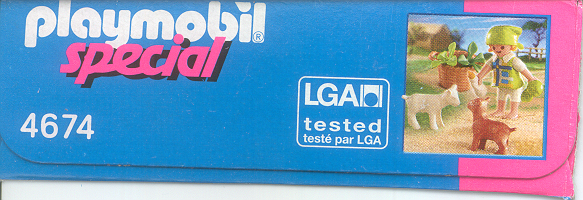 playmobil®
special
4674
LGA
tested
testé par LGA